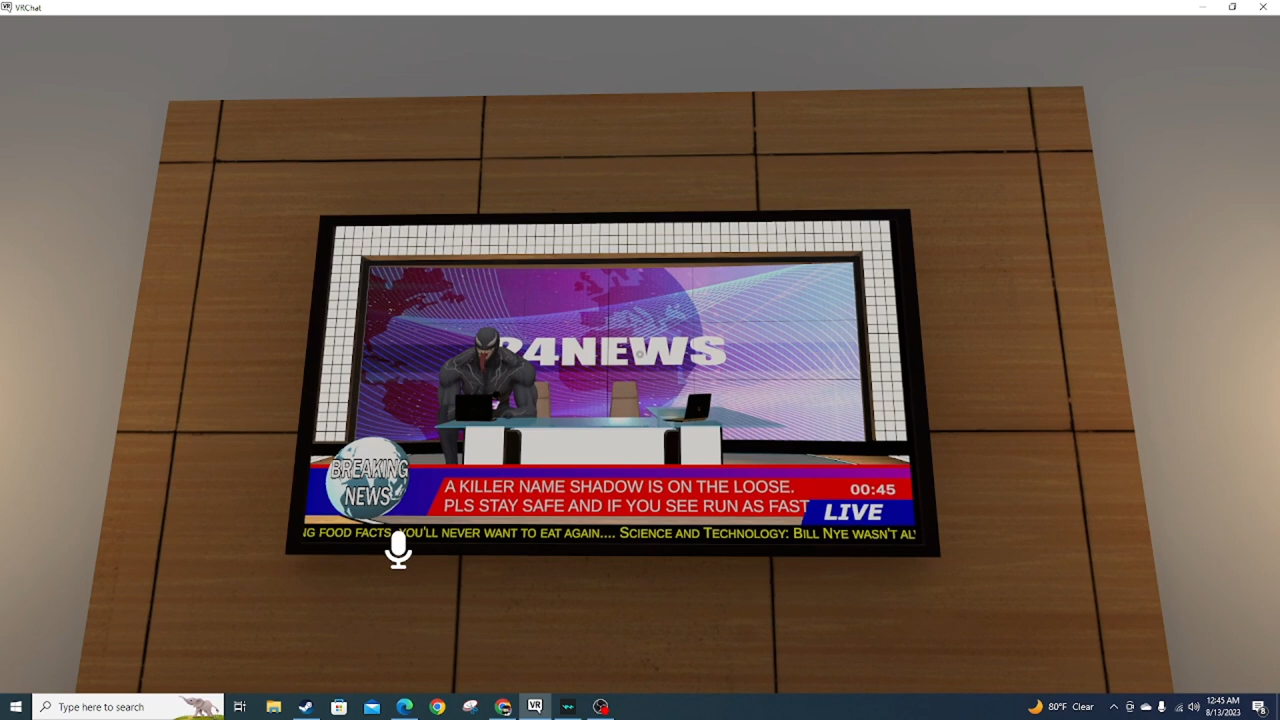 VRChat
24NEWS
BREAKING
NEWS
A KILLER NAME SHADOW IS ON THE LOOSE.
PLS STAY SAFE AND IF YOU SEE RUN AS FAST
00:45
LIVE
NG FOOD FACTS YOU'LL NEVER WANT TO EAT AGAIN.... SCIENCE AND TECHNOLOGY: BILL NYE WASN'T AL
Type here to search
80°F Clear
12:45 AM
8/13/2023